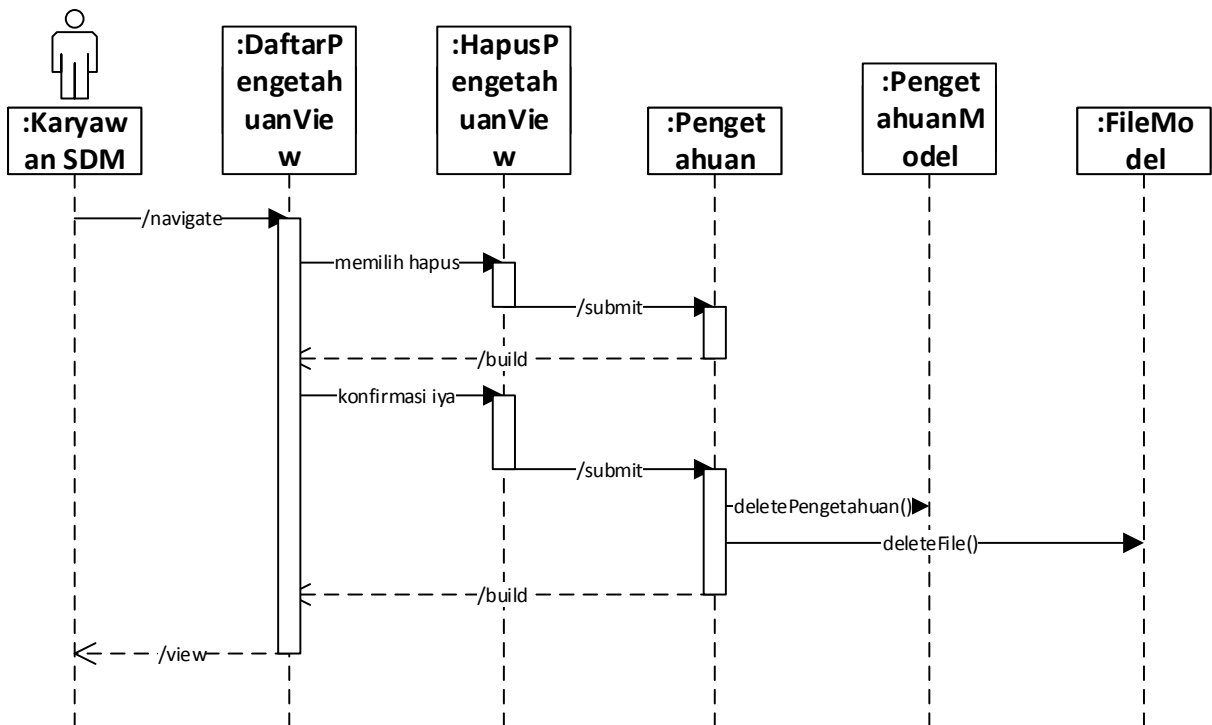 :DaftarP
engetah
uanVie
w
:HapusP
engetah
uanVie
w
:Penget
ahuanM
odel
:Karyaw
an SDM
:Penget
ahuan
:FileMo
del
/navigate
memilih hapus
/submit
/build
konfirmasi iya
/submit
deletePengetahuan()
deleteFile()
/build
/view